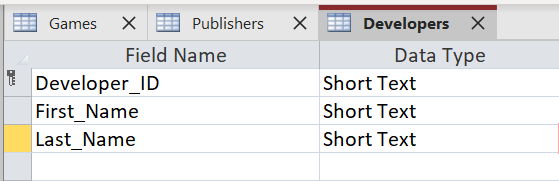 Games Publishers Developers
Field Name Data Type
Developer_ID Short Text
First_Name Short Text
Last_Name Short Text